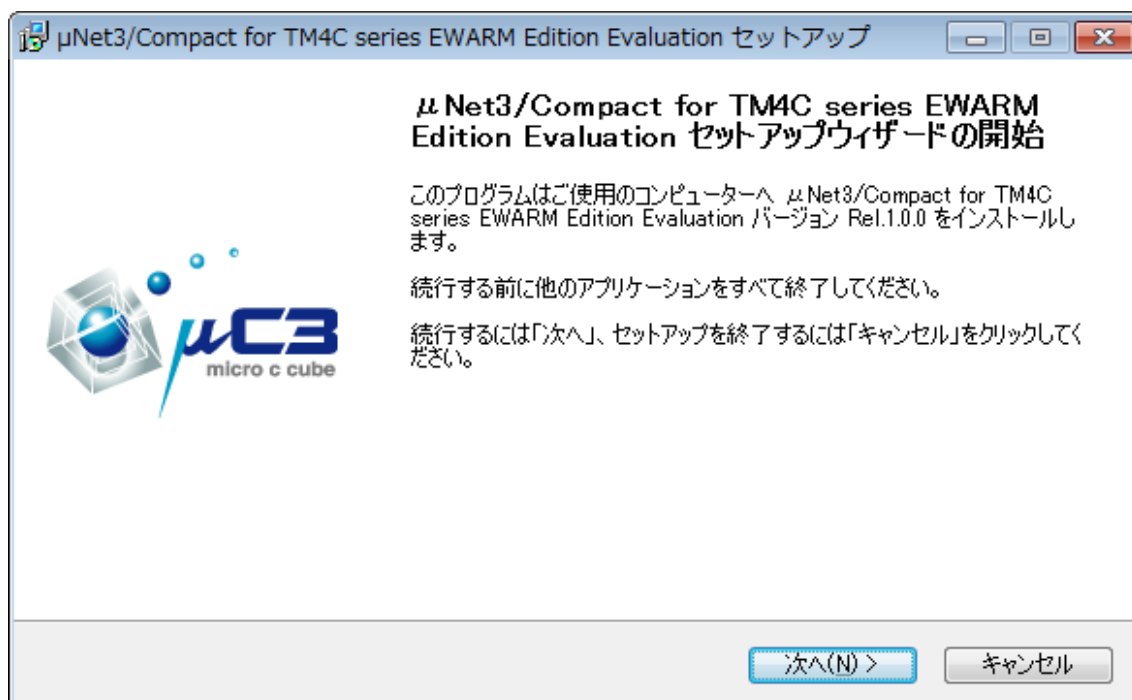 µNet3/Compact for TM4C series EWARM Edition Evaluation セットアップ
μNet3/Compact for TM4C series EWARM
Edition Evaluation セットアップウィザードの開始
このプログラムはご使用のコンピューターへ μNet3/Compact for TM4C
series EWARM Edition Evaluation バージョン Rel.1.0.0 をインストールし
ます。
続行する前に他のアプリケーションをすべて終了してください。
続行するには「次へ」、セットアップを終了するには「キャンセル」をクリックしてく
ださい。
μC3
micro c cube
次へ(N) >
キャンセル